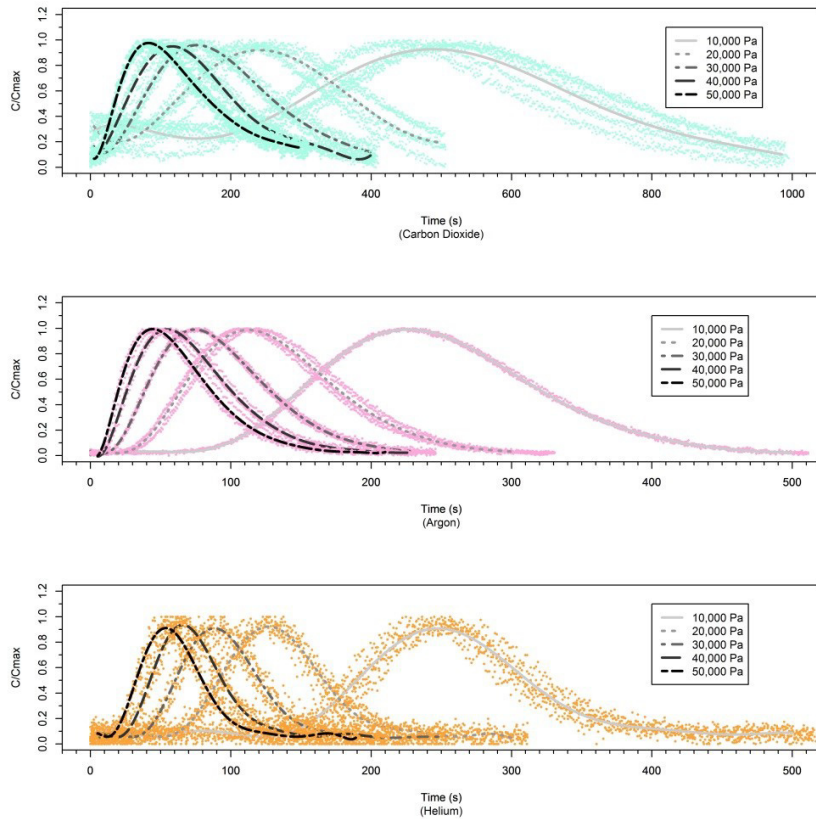 C/Cmax
0.0 0.2 0.4 0.6 0.8 1.0 1.2
10,000 Pa
20,000 Pa
30,000 Pa
40,000 Pa
50,000 Pa
0 200 400 600 800 1000
Time (s)
(Carbon Dioxide)
C/Cmax
0.0 0.2 0.4 0.6 0.8 1.0 1.2
10,000 Pa
20,000 Pa
30,000 Pa
40,000 Pa
50,000 Pa
0 100 200 300 400 500
Time (s)
(Argon)
C/Cmax
0.0 0.2 0.4 0.6 0.8 1.0 1.2
10,000 Pa
20,000 Pa
30,000 Pa
40,000 Pa
50,000 Pa
0 100 200 300 400 500
Time (s)
(Helium)